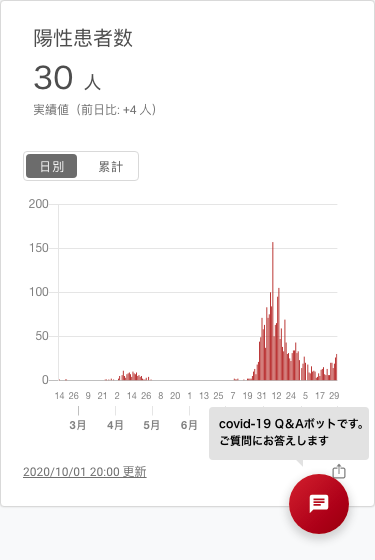 陽性患者数
30 人
実績値（前日比: +4 人）
日別 累計
200
150
100
50
0
14 26 9 21 2 14 26 8 20 1 13 25 7 19 31 12 24 5 17 29
3月 4月 5月 6月
covid-19 Q&Aボットです。
ご質問にお答えします
2020/10/01 20:00 更新